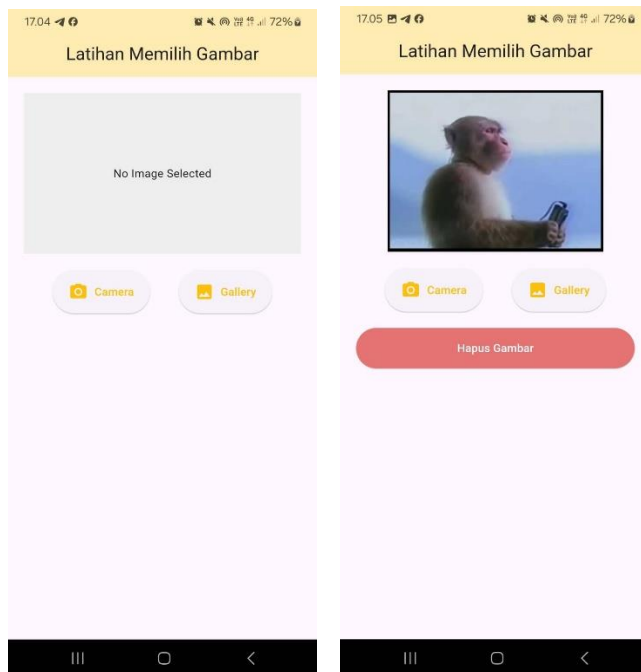 17.04
72%
Latihan Memilih Gambar
No Image Selected
Camera
Gallery
17.05
72%
Latihan Memilih Gambar
Camera
Gallery
Hapus Gambar